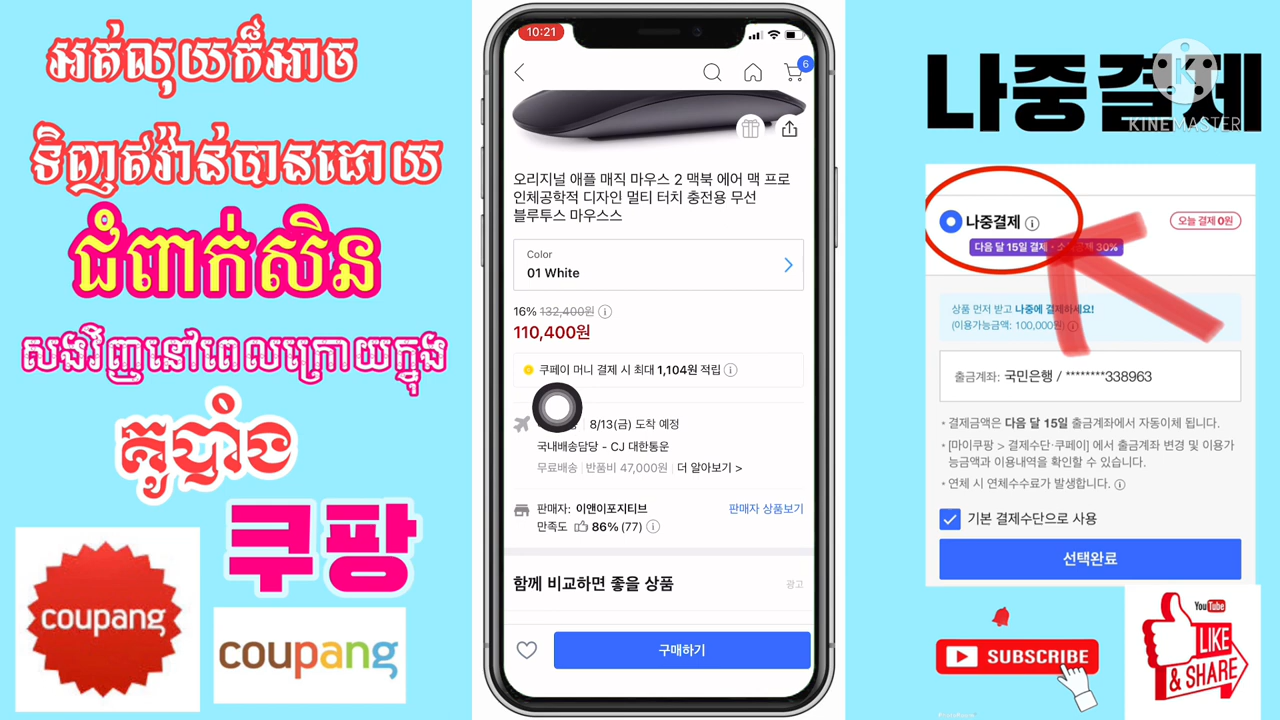 អត់លុយក៏អាច
ទិញឥវ៉ាន់បានដោយ
ជំពាក់សិន
សងវិញនៅពេលក្រោយក្នុង
គូប៉ាំង
쿠팡
coupang
coupang
10:21
6
오리지널 애플 매직 마우스 2 맥북 에어 맥 프로
인체공학적 디자인 멀티 터치 충전용 무선
블루투스 마우스스
Color
01 White
16% 132,400원
110,400원
쿠페이 머니 결제 시 최대 1,104원 적립
8/13(금) 도착 예정
국내배송담당 - CJ 대한통운
무료배송 | 반품비 47,000원 | 더 알아보기 >
판매자: 이앤이포지티브 판매자 상품보기
만족도 86% (77)
함께 비교하면 좋을 상품 광고
구매하기
나중결제
KINEMASTER
나중결제 오늘 결제 0원
다음 달 15일 결제 · 30%
상품 먼저 받고 나중에 결제하세요!
(이용가능금액: 100,000원)
출금계좌: 국민은행 / ********338963
* 결제금액은 다음 달 15일 출금계좌에서 자동이체 됩니다.
* [마이쿠팡 > 결제수단·쿠페이] 에서 출금계좌 변경 및 이용가
능금액과 이용내역을 확인할 수 있습니다.
* 연체 시 연체수수료가 발생합니다.
기본 결제수단으로 사용
선택완료
SUBSCRIBE
YouTube
LIKE
& SHARE